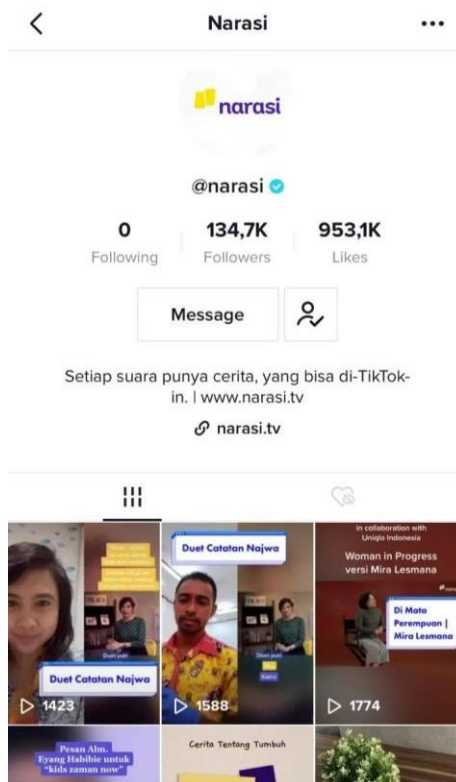 Narasi
narasi
@narasi
0
134,7K
953,1K
Following
Followers
Likes
Message
Setiap suara punya cerita, yang bisa di-TikTok-
in. | www.narasi.tv
narasi.tv
Duet Catatan Najwa
1423
Duet Catatan Najwa
1588
in collaboration with
Uniqlo Indonesia
Woman in Progress
versi Mira Lesmana
Di Mata
Perempuan |
Mira Lesmana
1774
Pesan Alm.
Eyang Habibie untuk
"kids zaman now"
Cerita Tentang Tumbuh